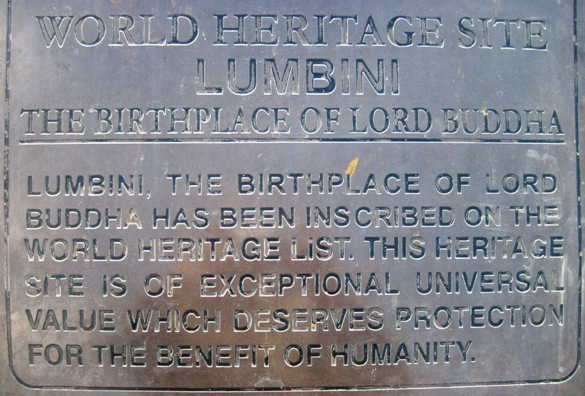 WORLD HERITAGE SITE
LUMBINI
THE BIRTHPLACE OF LORD BUDDHA
LUMBINI, THE BIRTHPLACE OF LORD
BUDDHA HAS BEEN INSCRIBED ON THE
WORLD HERITAGE LiST. THIS HERITAGE
SITE IS OF EXCEPTIONAL UNIVERSAL
VALUE WHICH DESERVES PROTECTION
FOR THE BENEFIT OF HUMANITY.